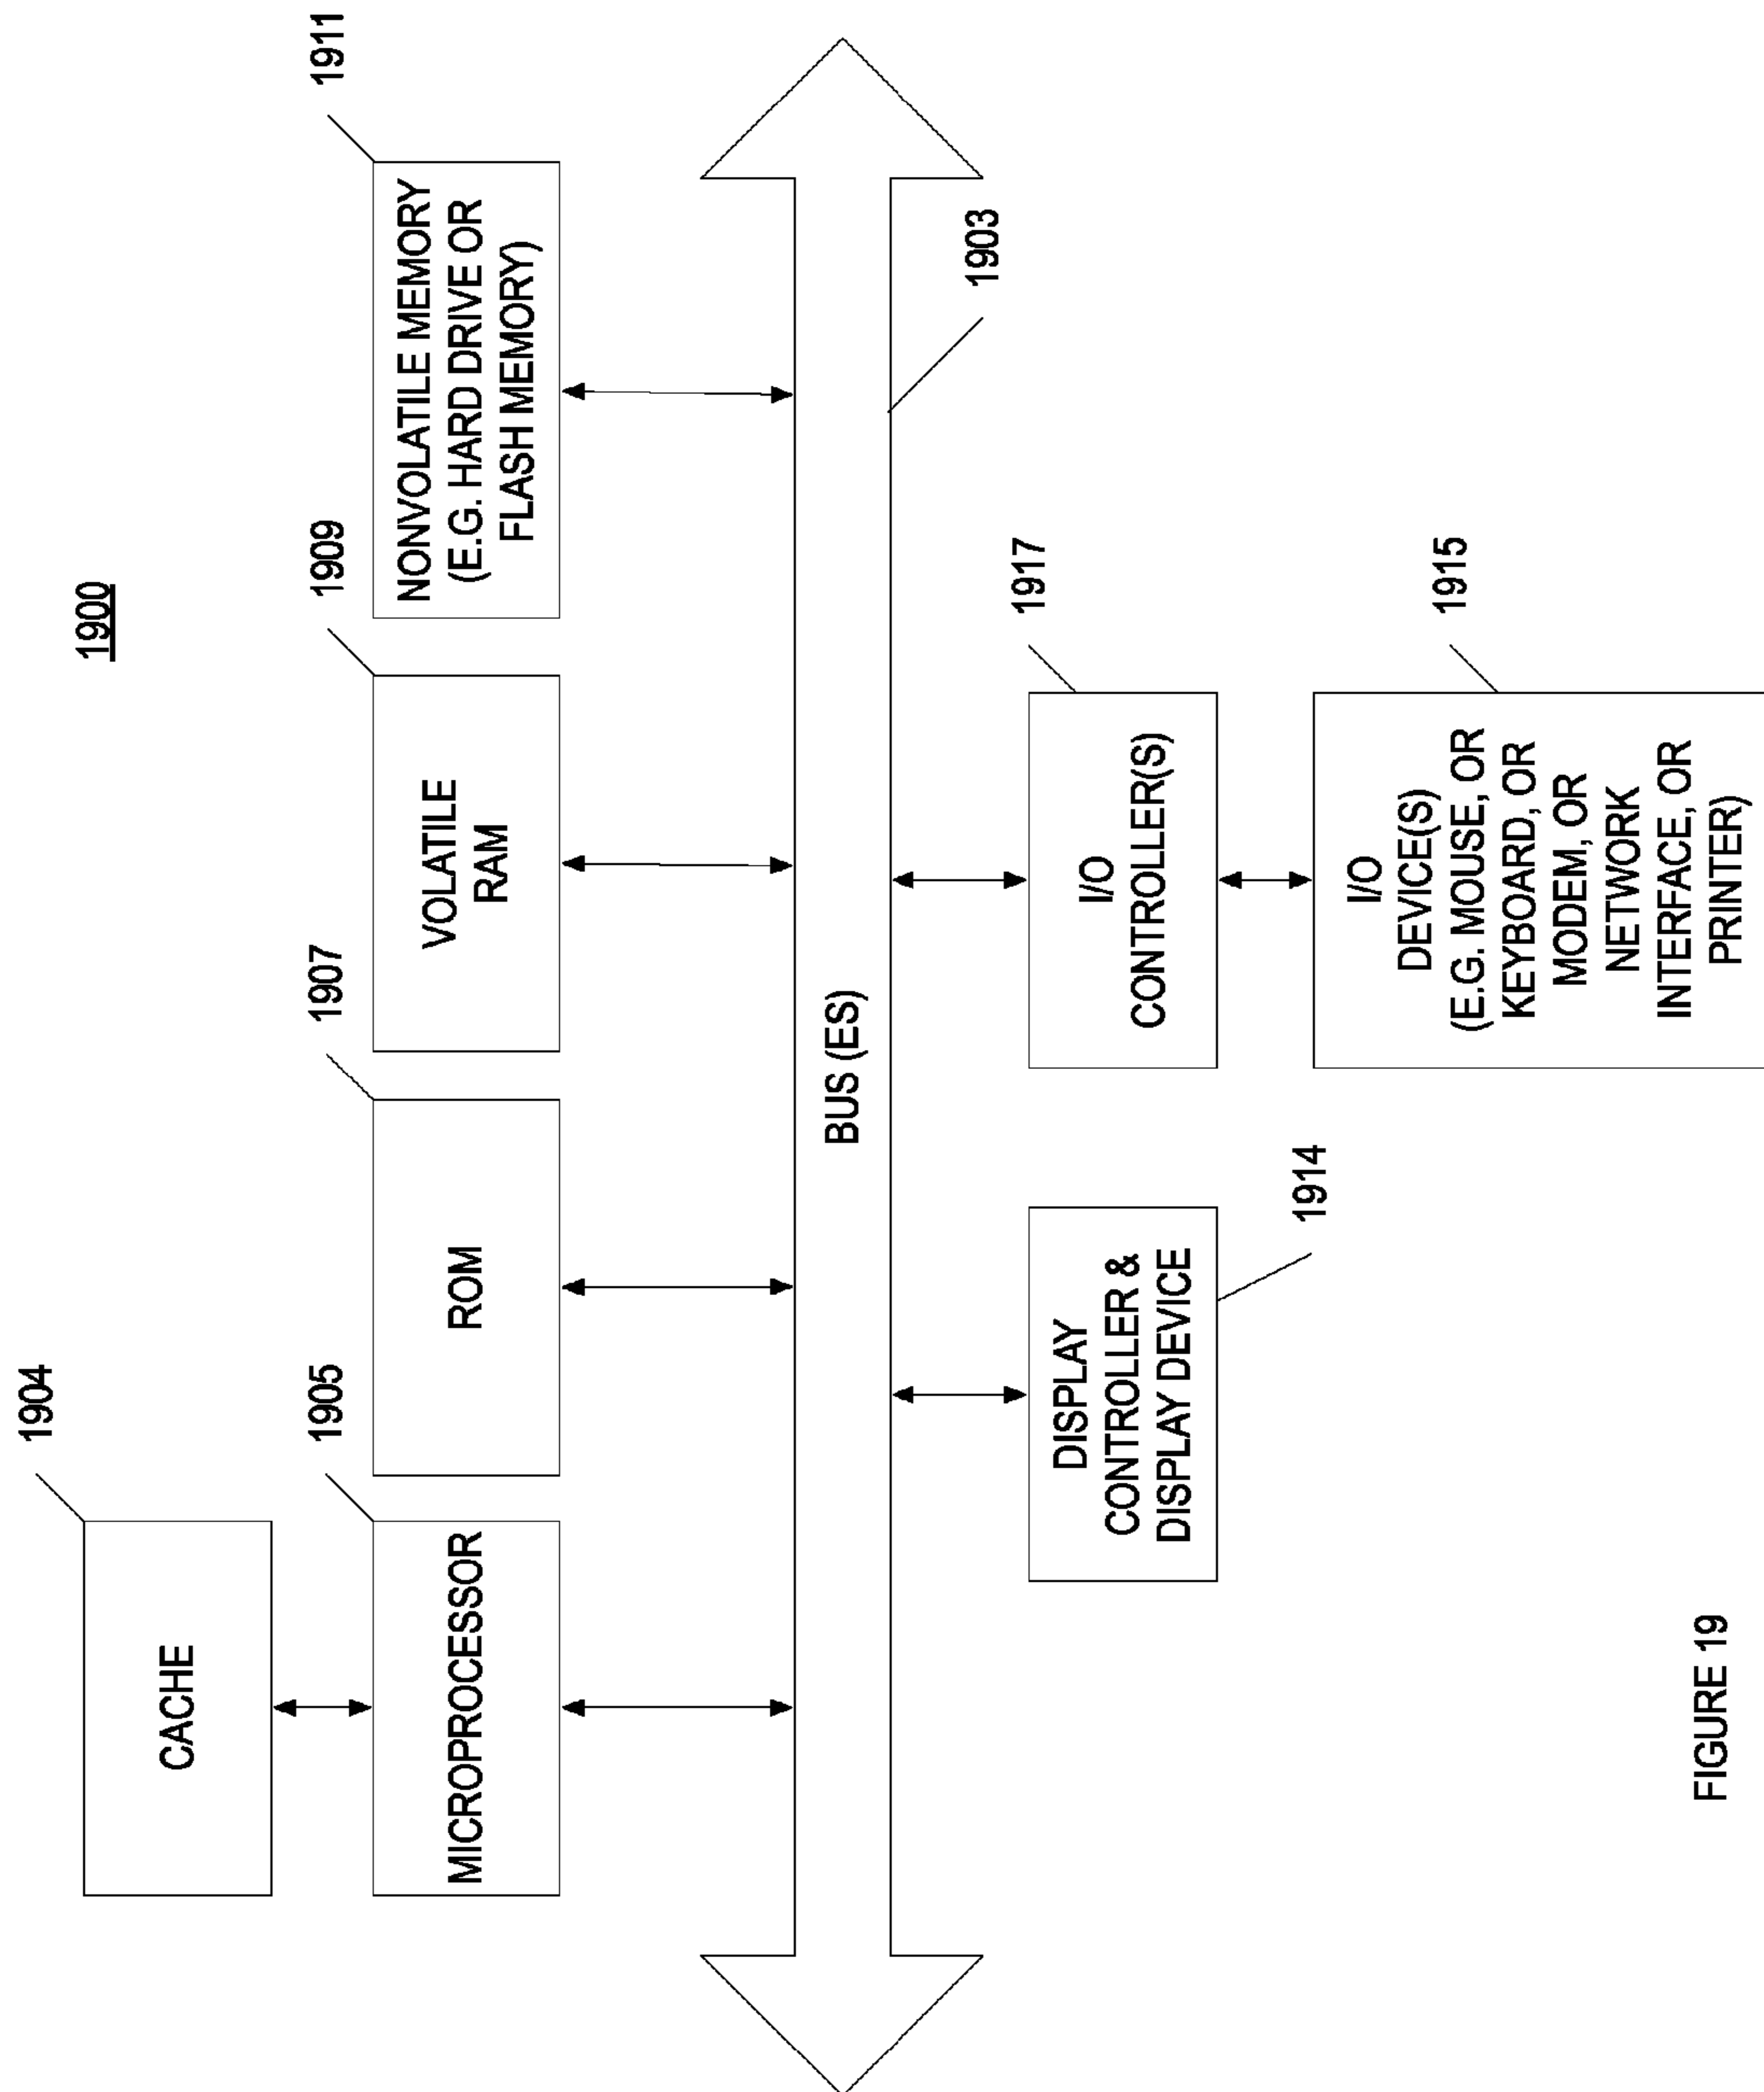 1900
1904
CACHE
1905
MICROPROCESSOR
1907
ROM
1909
VOLATILE
RAM
1911
NONVOLATILE MEMORY
(E.G. HARD DRIVE OR
FLASH MEMORY)
BUS (ES)
1903
DISPLAY
CONTROLLER &
DISPLAY DEVICE
1914
1917
I/O
CONTROLLER(S)
1915
I/O
DEVICE(S)
(E.G. MOUSE, OR
KEYBOARD, OR
MODEM, OR
NETWORK
INTERFACE, OR
PRINTER)
FIGURE 19